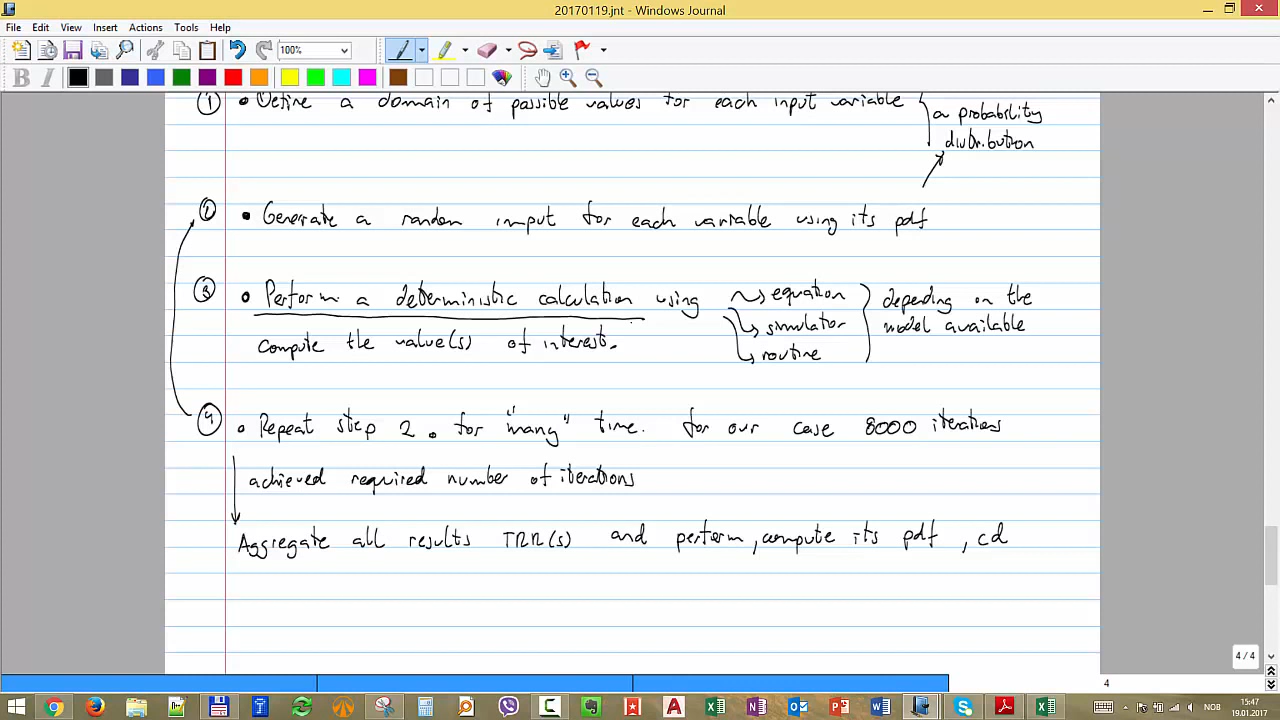 20170119.jnt - Windows Journal
File Edit View Insert Actions Tools Help
100%
B I
① • Define a domain of possible values for each input variable
a probability
distribution
② • Generate a random input for each variable using its pdf
③ • Perform a deterministic calculation using
equation
simulator
routine
depending on the
model available
compute the value(s) of interest.
④ • Repeat step 2. for "many" time. for our case 8000 iterations
achieved required number of iterations
Aggregate all results TRR(s) and perform, compute its pdf, cd
4 / 4
4
15:47
NOB
19.01.2017